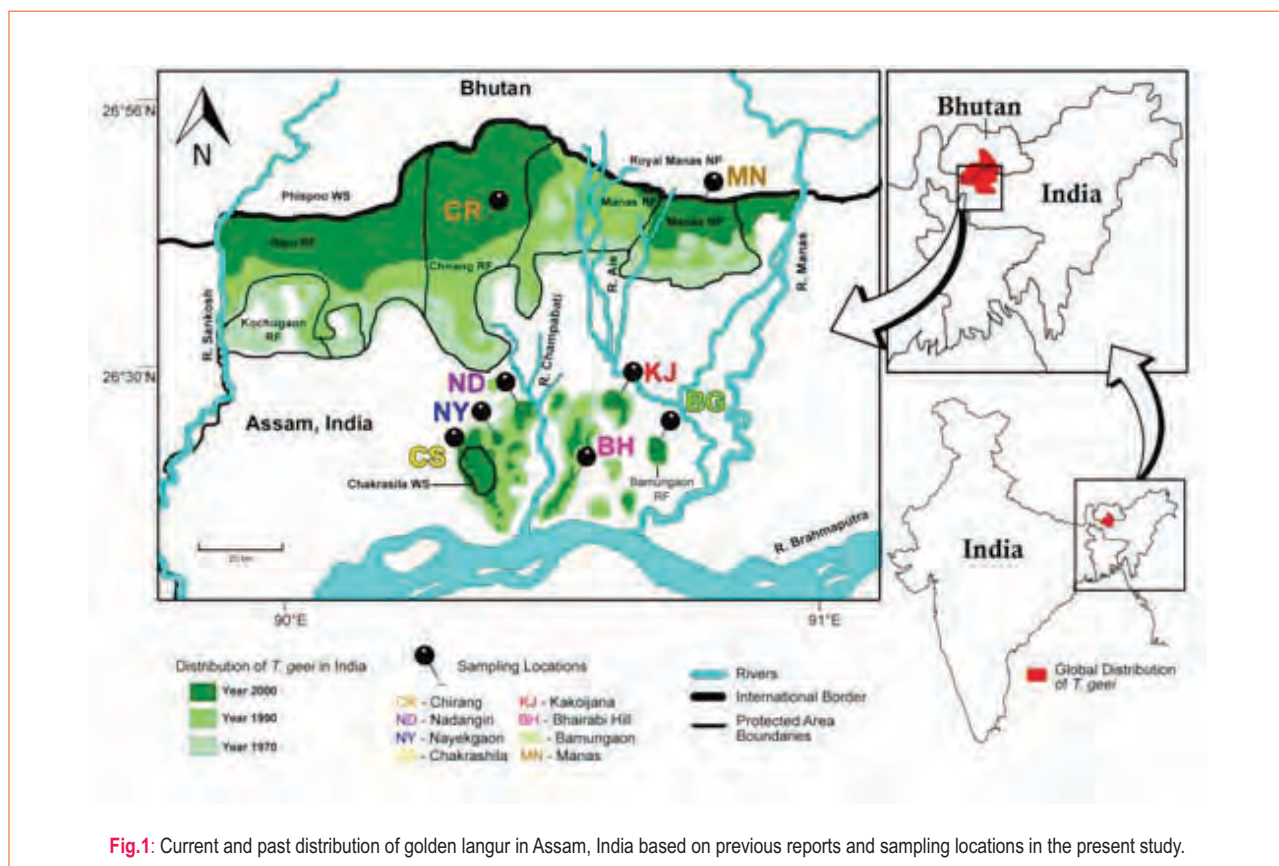 Bhutan
26°56'N
N
Royal Manas NP
MN
Phispoo WS
CR
Manas RF
Manas NP
Ripu RF
Chirang RF
R. Sankosh
Kochugaon
RF
R. Champabati
R. Aie
R. Manas
26°30'N
ND
KJ
NY
BG
Assam, India
CS
BH
Chakrasila WS
Bamungaon
RF
20 km
R. Brahmaputra
90°E
91°E
Bhutan
India
India
Distribution of T. geei in India
Year 2000
Year 1990
Year 1970
Sampling Locations
CR - Chirang
ND - Nadangiri
NY - Nayekgaon
- Chakrashila
KJ - Kakoijana
BH - Bhairabi Hill
- Bamungaon
MN - Manas
Rivers
International Border
Protected Area
Boundaries
Global Distribution
of T. geei
Fig.1: Current and past distribution of golden langur in Assam, India based on previous reports and sampling locations in the present study.